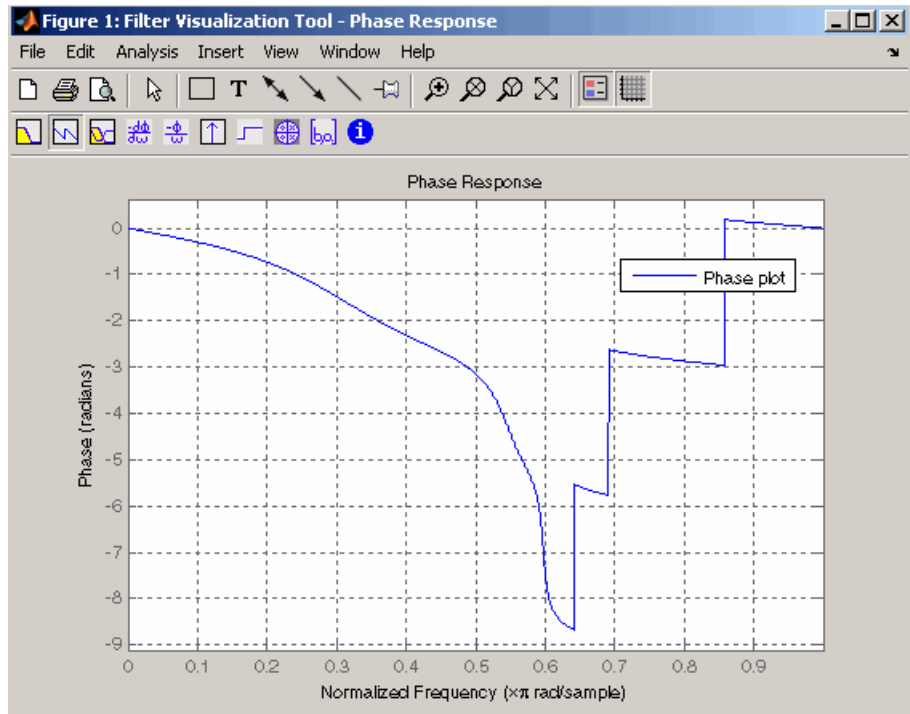 Figure 1: Filter Visualization Tool - Phase Response
File Edit Analysis Insert View Window Help
T
-dΦ
dω
-Φ
ω
[b,a]
i
Phase Response
0
-1
-2
-3
-4
-5
-6
-7
-8
-9
Phase (radians)
Phase plot
0 0.1 0.2 0.3 0.4 0.5 0.6 0.7 0.8 0.9
Normalized Frequency (×π rad/sample)